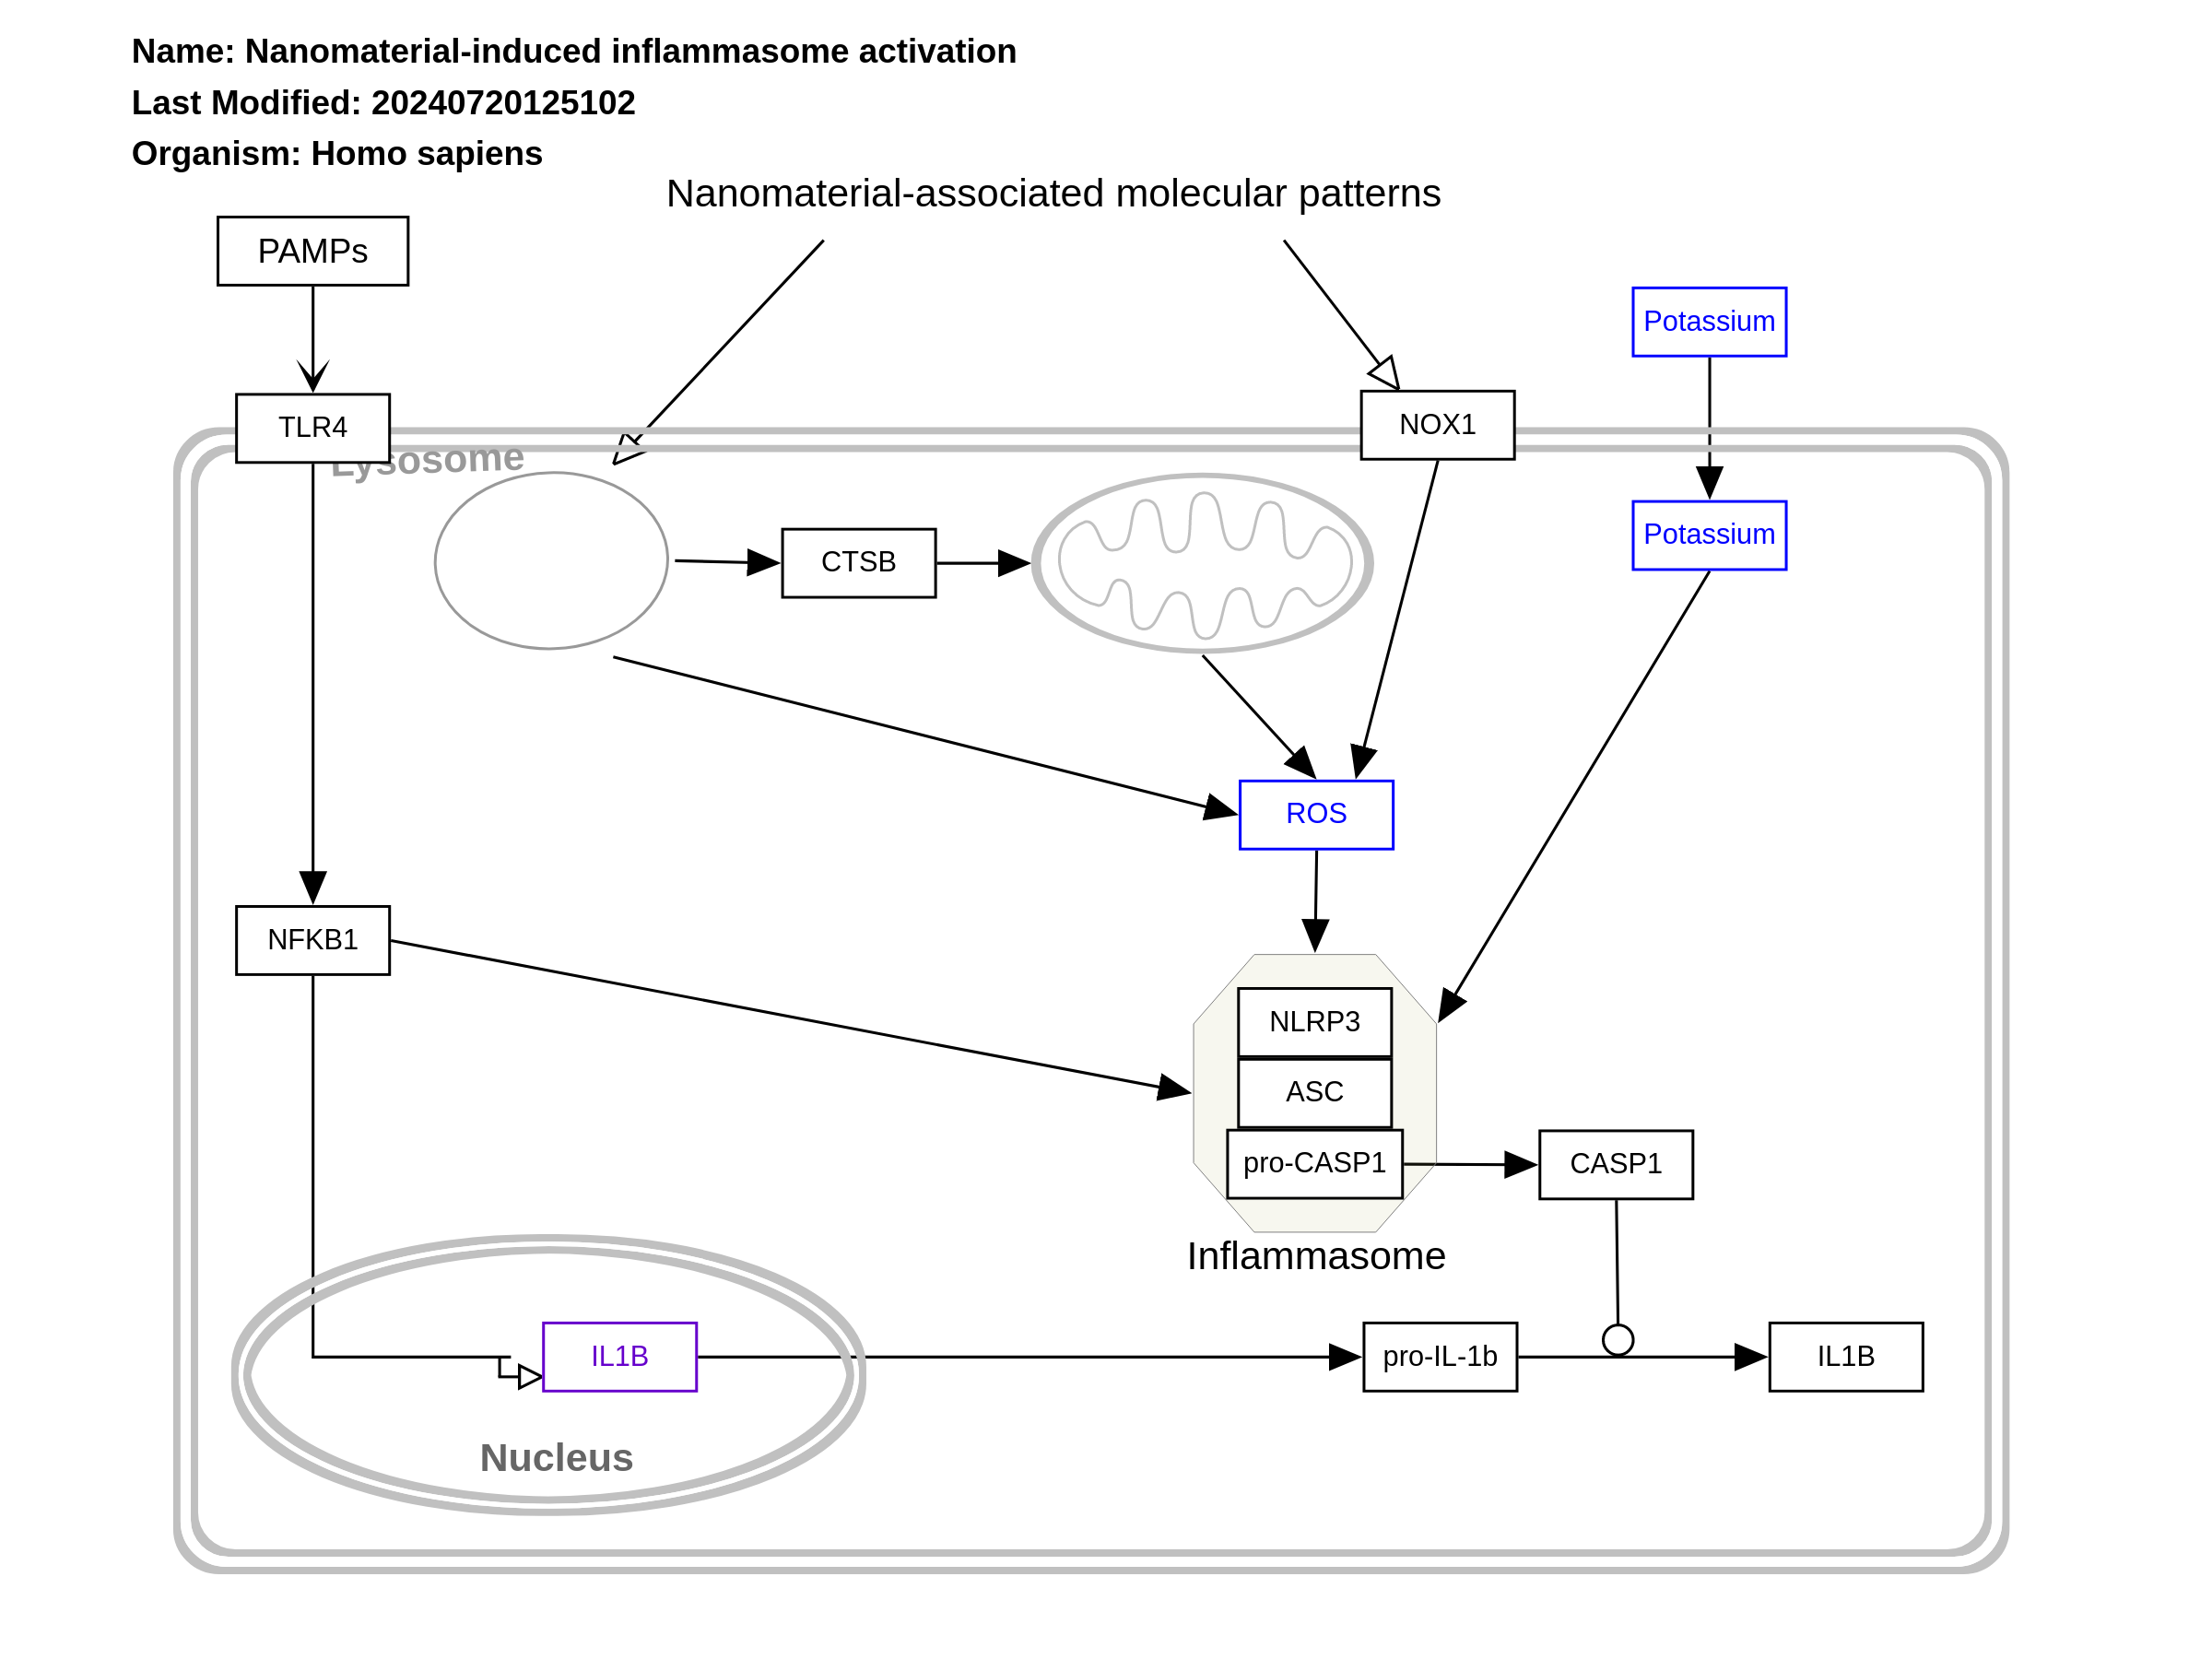 Name: Nanomaterial-induced inflammasome activation
Last Modified: 20240720125102
Organism: Homo sapiens
Nanomaterial-associated molecular patterns
PAMPs
Potassium
TLR4
NOX1
Lysosome
Potassium
CTSB
ROS
NFKB1
NLRP3
ASC
pro-CASP1
CASP1
Inflammasome
IL1B
pro-IL-1b
IL1B
Nucleus